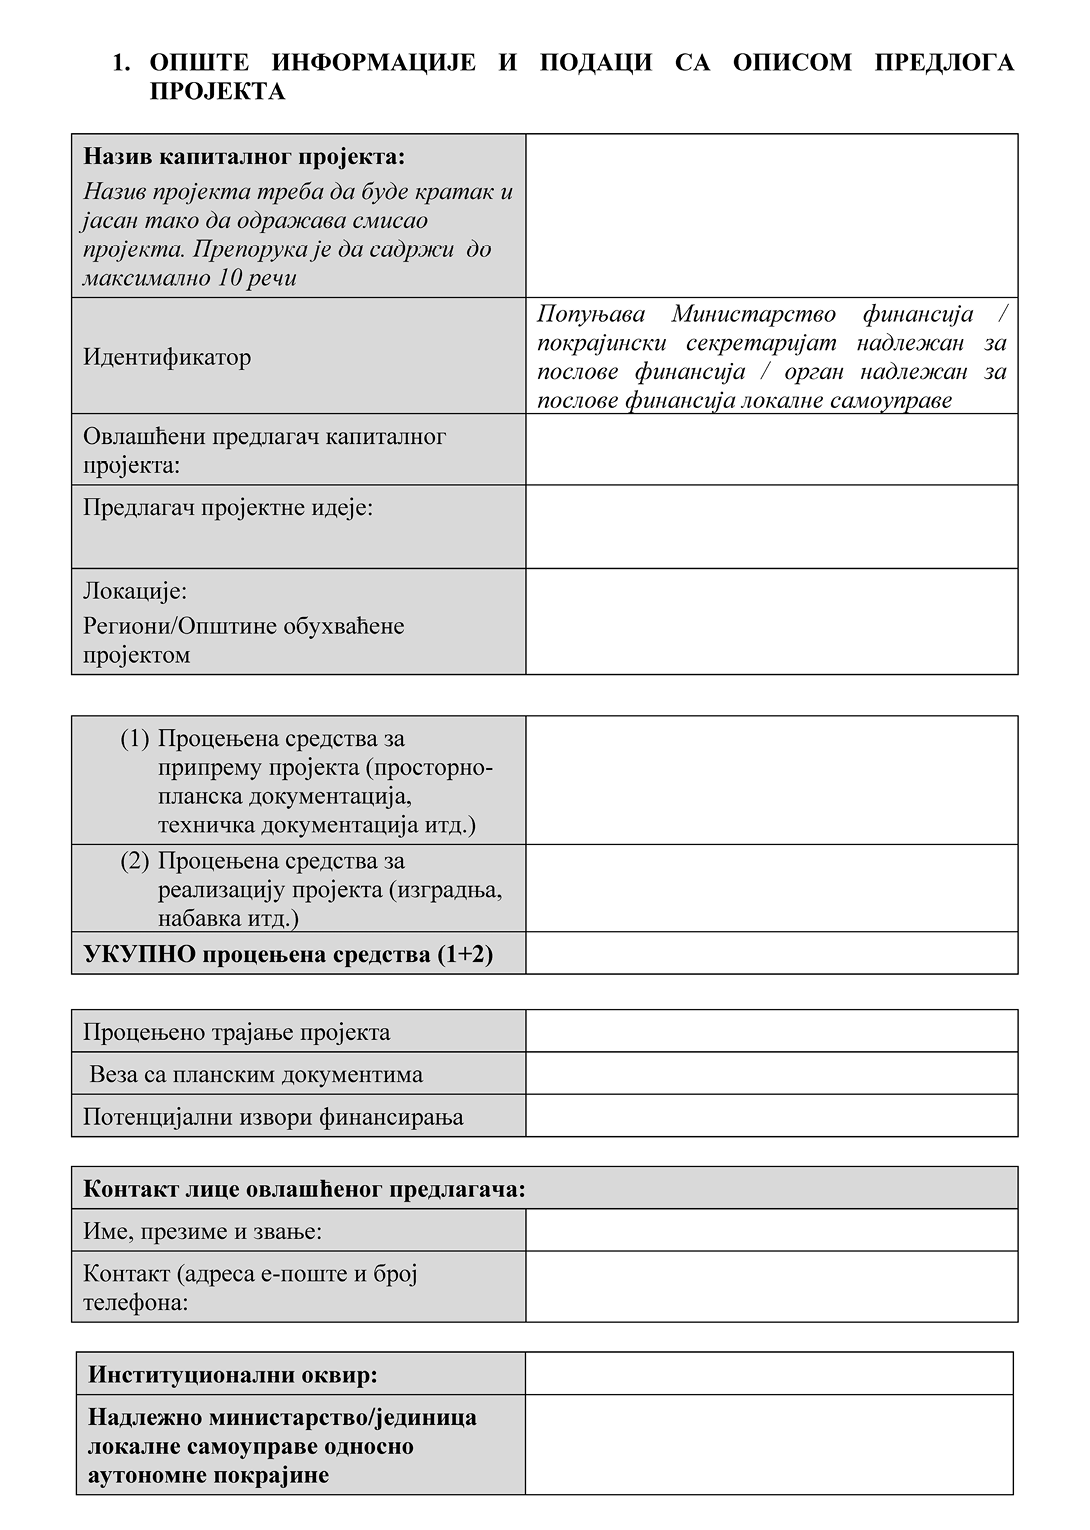 1. ОПШТЕ ИНФОРМАЦИЈЕ И ПОДАЦИ СА ОПИСОМ ПРЕДЛОГА
ПРОЈЕКТА
Назив капиталног пројекта:
Назив пројекта треба да буде кратак и
јасан тако да одражава смисао
пројекта. Препорука је да садржи до
максимално 10 речи
Идентификатор
Попуњава Министарство финансија /
покрајински секретаријат надлежан за
послове финансија / орган надлежан за
послове финансија локалне самоуправе
Овлашћени предлагач капиталног
пројекта:
Предлагач пројектне идеје:
Локације:
Региони/Општине обухваћене
пројектом
(1) Процењена средства за
припрему пројекта (просторно-
планска документација,
техничка документација итд.)
(2) Процењена средства за
реализацију пројекта (изградња,
набавка итд.)
УКУПНО процењена средства (1+2)
Процењено трајање пројекта
Веза са планским документима
Потенцијални извори финансирања
Контакт лице овлашћеног предлагача:
Име, презиме и звање:
Контакт (адреса е-поште и број
телефона:
Институционални оквир:
Надлежно министарство/јединица
локалне самоуправе односно
аутономне покрајине